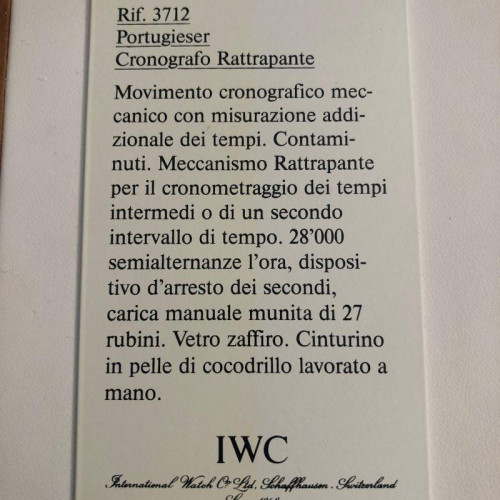 Rif. 3712
Portugieser
Cronografo Rattrapante
Movimento cronografico mec-
canico con misurazione addi-
zionale dei tempi. Contami-
nuti. Meccanismo Rattrapante
per il cronometraggio dei tempi
intermedi o di un secondo
intervallo di tempo. 28’000
semialternanze l’ora, disposi-
tivo d’arresto dei secondi,
carica manuale munita di 27
rubini. Vetro zaffiro. Cinturino
in pelle di cocodrillo lavorato a
mano.
IWC
International Watch Co Ltd, Schaffhausen, Switzerland